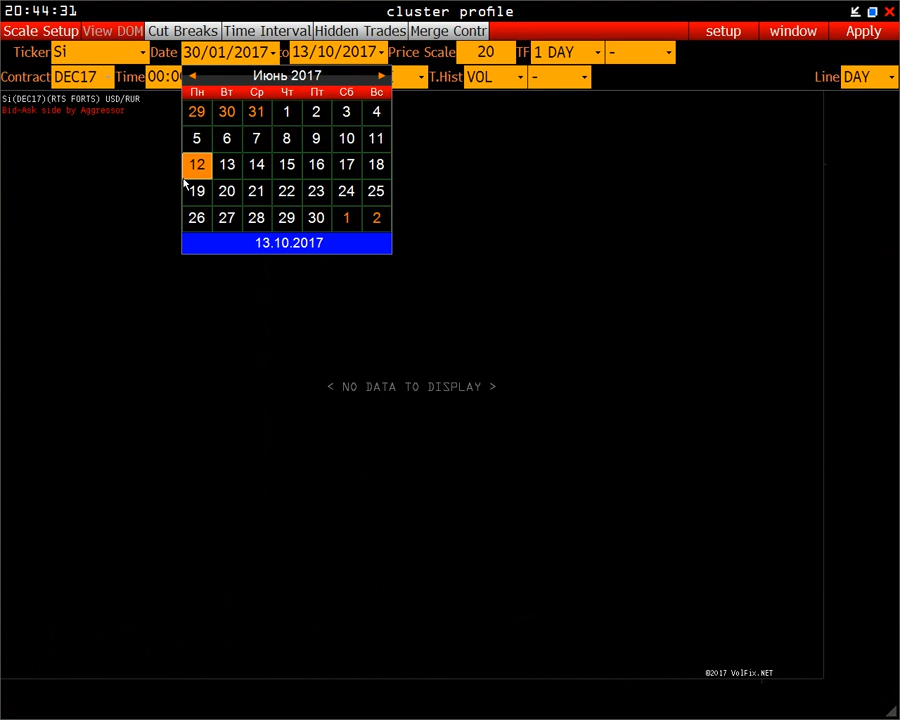 20:44:31 cluster profile
Scale Setup View DOM Cut Breaks Time Interval Hidden Trades Merge Contr setup window Apply
Ticker Si Date 30/01/2017 to 13/10/2017 Price Scale 20 TF 1 DAY -
Contract DEC17 Time 00:0 T.Hist VOL - Line DAY
Июнь 2017
Пн Вт Ср Чт Пт Сб Вс
29 30 31 1 2 3 4
5 6 7 8 9 10 11
12 13 14 15 16 17 18
19 20 21 22 23 24 25
26 27 28 29 30 1 2
13.10.2017
Si(DEC17)(RTS FORTS) USD/RUR
Bid-Ask side by Aggressor
< NO DATA TO DISPLAY >
©2017 VolFix.NET